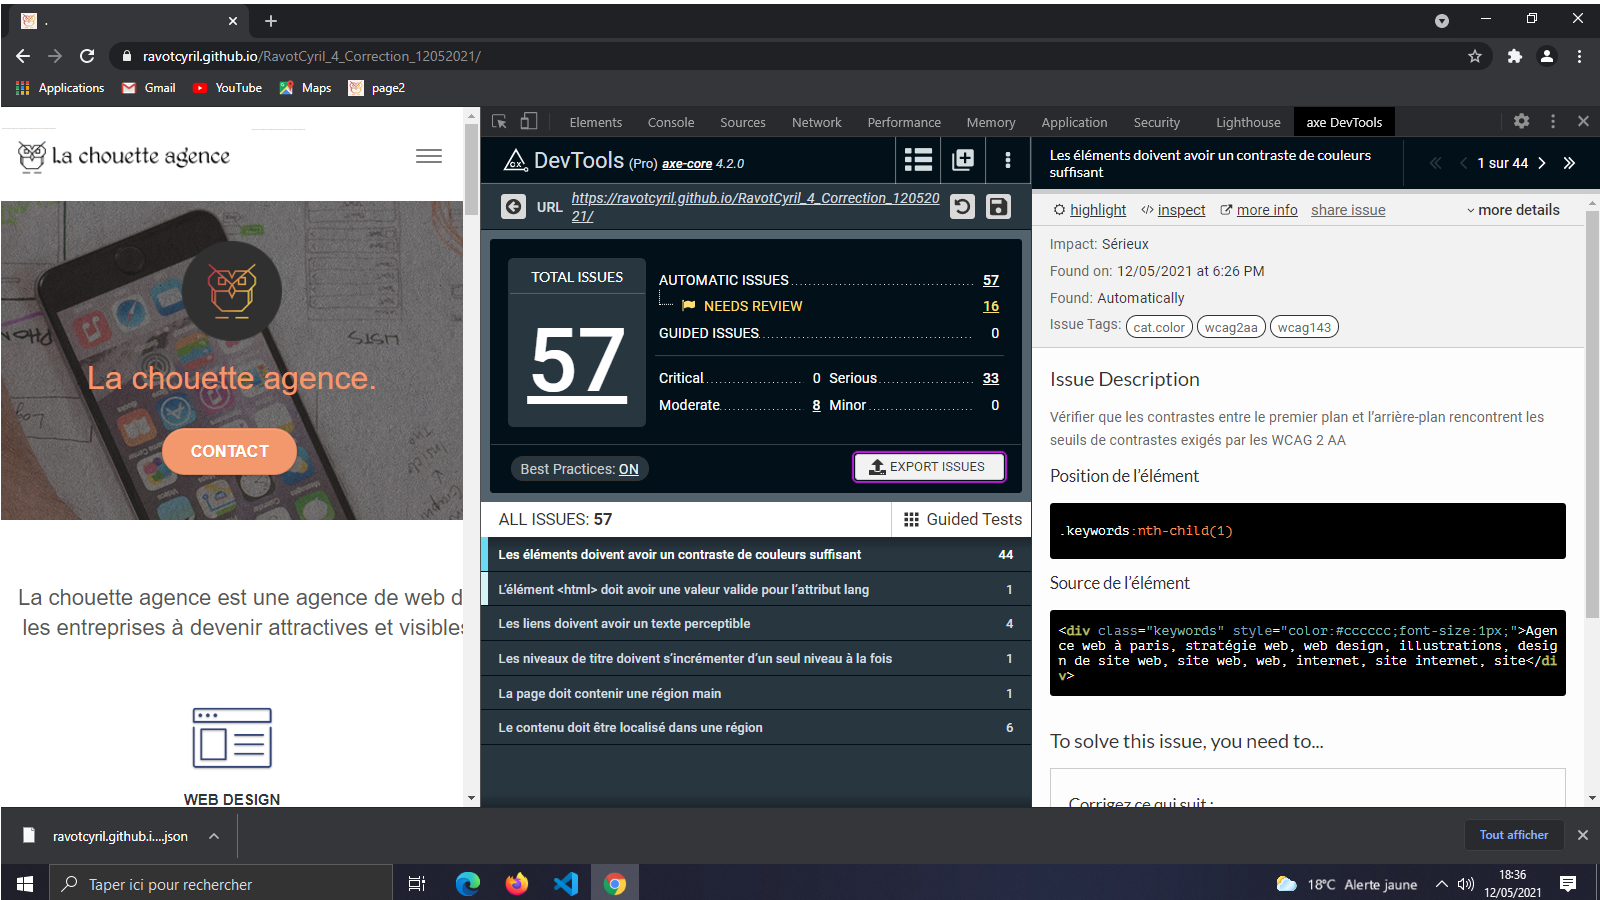 .
ravotcyril.github.io/RavotCyril_4_Correction_12052021/
Applications
Gmail
YouTube
Maps
page2
La chouette agence
La chouette agence.
CONTACT
La chouette agence est une agence de web d
les entreprises à devenir attractives et visibles
WEB DESIGN
Elements
Console
Sources
Network
Performance
Memory
Application
Security
Lighthouse
axe DevTools
DevTools (Pro) axe-core 4.2.0
URL
https://ravotcyril.github.io/RavotCyril_4_Correction_120520
21/
TOTAL ISSUES
57
AUTOMATIC ISSUES 57
NEEDS REVIEW 16
GUIDED ISSUES 0
Critical 0 Serious 33
Moderate 8 Minor 0
Best Practices: ON
EXPORT ISSUES
ALL ISSUES: 57
Guided Tests
Les éléments doivent avoir un contraste de couleurs suffisant 44
L'élément <html> doit avoir une valeur valide pour l'attribut lang 1
Les liens doivent avoir un texte perceptible 4
Les niveaux de titre doivent s'incrémenter d'un seul niveau à la fois 1
La page doit contenir une région main 1
Le contenu doit être localisé dans une région 6
Les éléments doivent avoir un contraste de couleurs
suffisant
1 sur 44
highlight
inspect
more info
share issue
more details
Impact: Sérieux
Found on: 12/05/2021 at 6:26 PM
Found: Automatically
Issue Tags: cat.color wcag2aa wcag143
Issue Description
Vérifier que les contrastes entre le premier plan et l'arrière-plan rencontrent les
seuils de contrastes exigés par les WCAG 2 AA
Position de l'élément
.keywords:nth-child(1)
Source de l'élément
<div class="keywords" style="color:#cccccc;font-size:1px;">Agen
ce web à paris, stratégie web, web design, illustrations, desig
n de site web, site web, web, internet, site internet, site</di
v>
To solve this issue, you need to...
Corrigez ce qui suit :
ravotcyril.github.i....json
Tout afficher
Taper ici pour rechercher
18°C Alerte jaune
18:36
12/05/2021